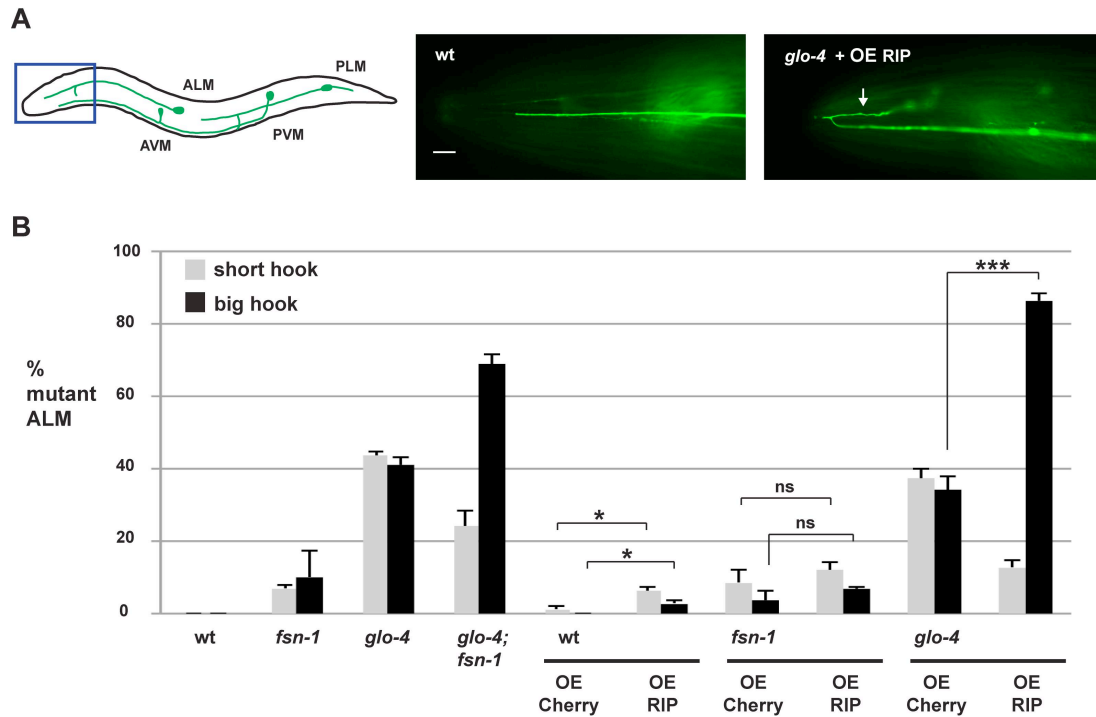 A
ALM
PLM
AVM
PVM
wt
glo-4 + OE RIP
B
100
80
60
40
20
0
% mutant ALM
short hook
big hook
*
*
ns
ns
***
wt
fsn-1
glo-4
glo-4;
fsn-1
wt
fsn-1
glo-4
OE Cherry
OE RIP
OE Cherry
OE RIP
OE Cherry
OE RIP